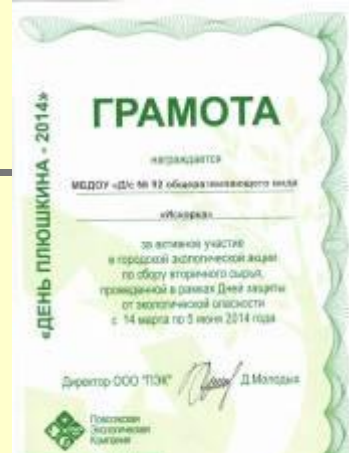 «ДЕНЬ ПЛЮШКИНА - 2014»
ГРАМОТА
награждается
МБДОУ «Д/с № 92 общеразвивающего вида
«Искорка»
за активное участие
в городской экологической акции
по сбору вторичного сырья,
проведенной в рамках Дней защиты
от экологической опасности
с 14 марта по 5 июня 2014 года
Директор ООО "ПЭК" Д.Молодых
Экологическая
Компания